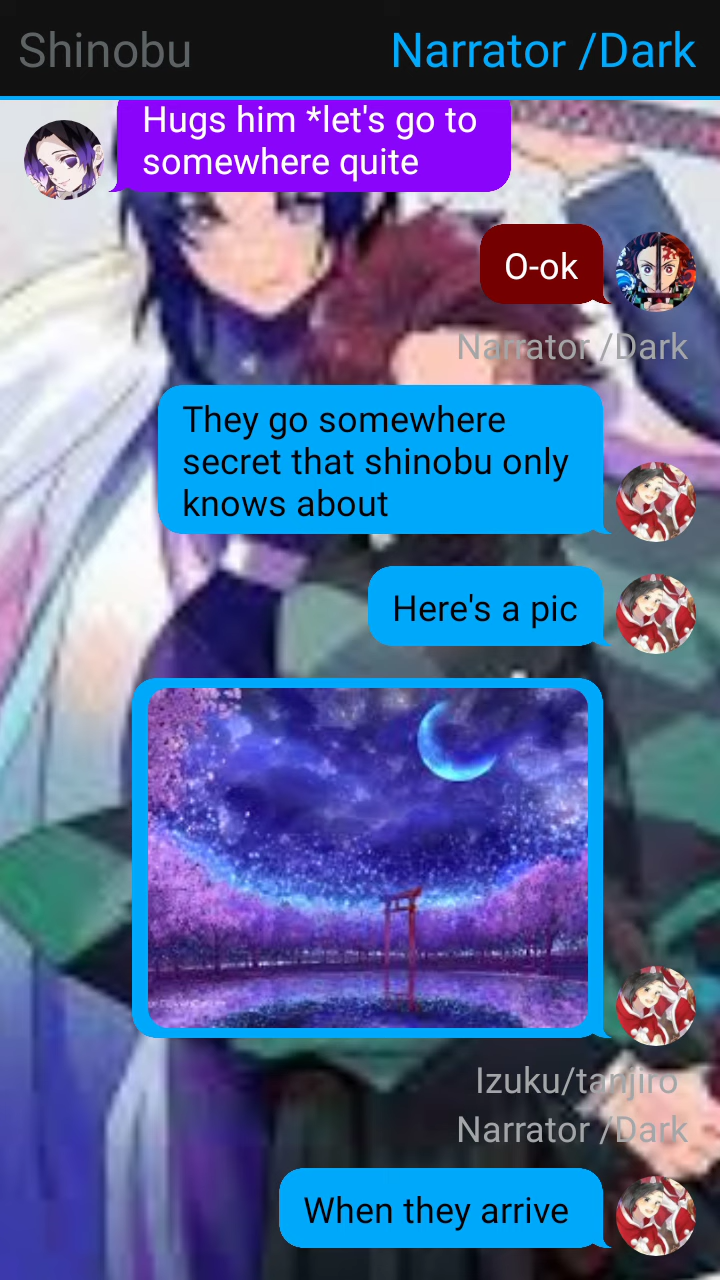 Shinobu
Narrator /Dark
Hugs him *let's go to
somewhere quite
O-ok
Narrator /Dark
They go somewhere
secret that shinobu only
knows about
Here's a pic
Izuku/tanjiro
Narrator /Dark
When they arrive